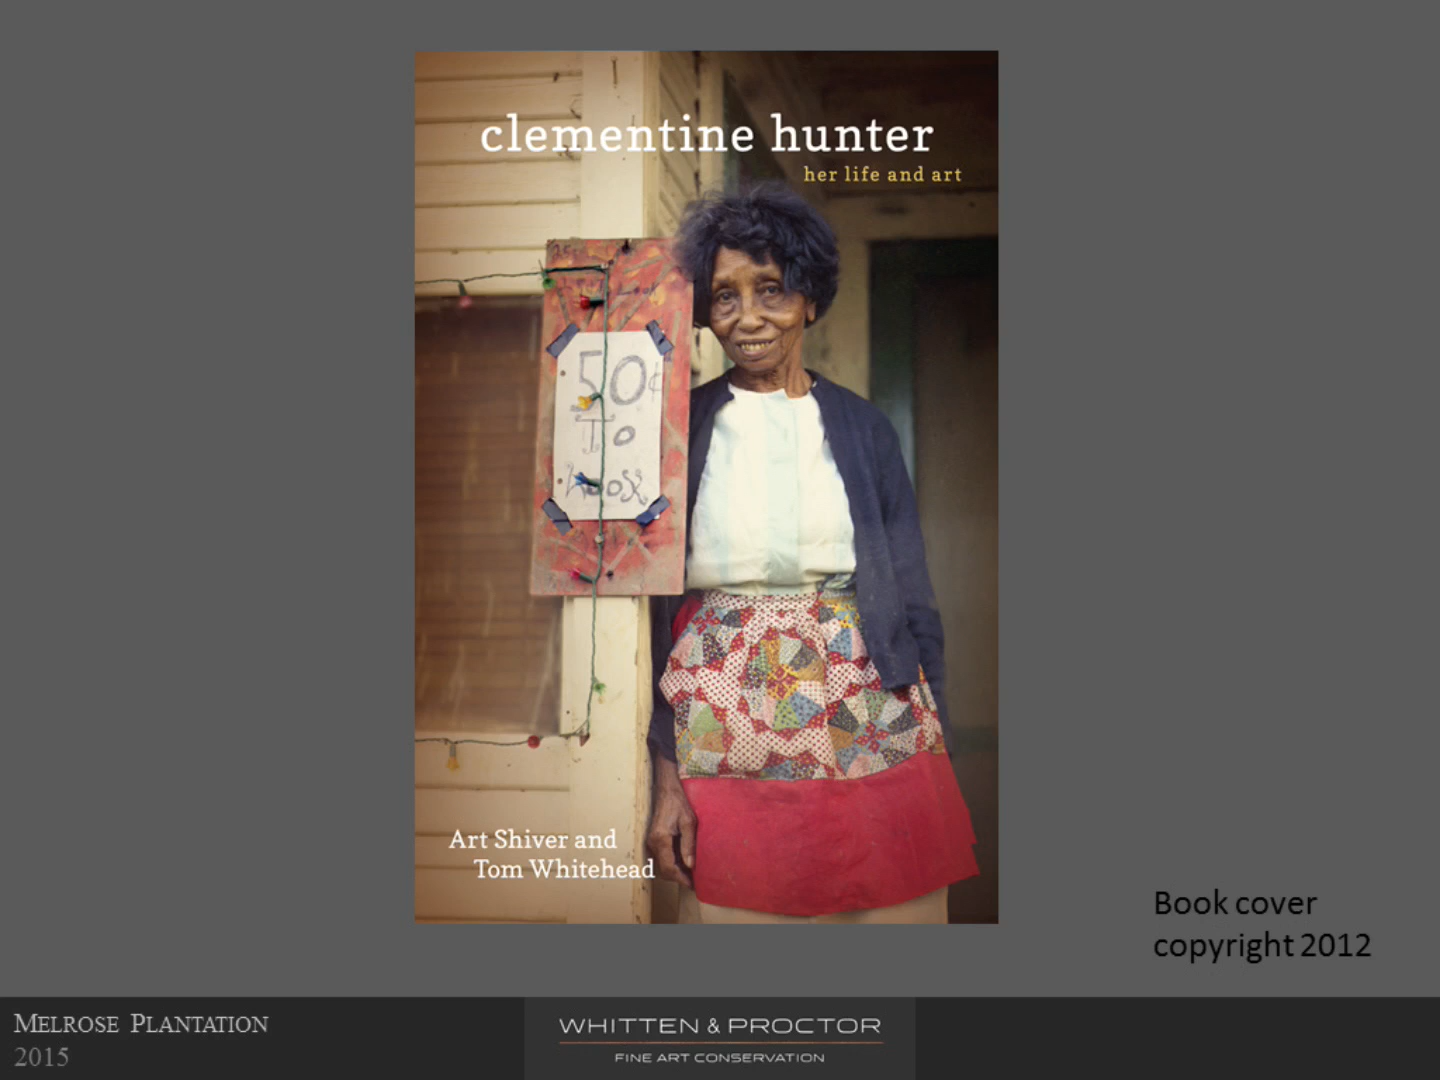 clementine hunter
her life and art
50¢
To
Look
Art Shiver and
Tom Whitehead
Book cover
copyright 2012
MELROSE PLANTATION
2015
WHITTEN & PROCTOR
FINE ART CONSERVATION